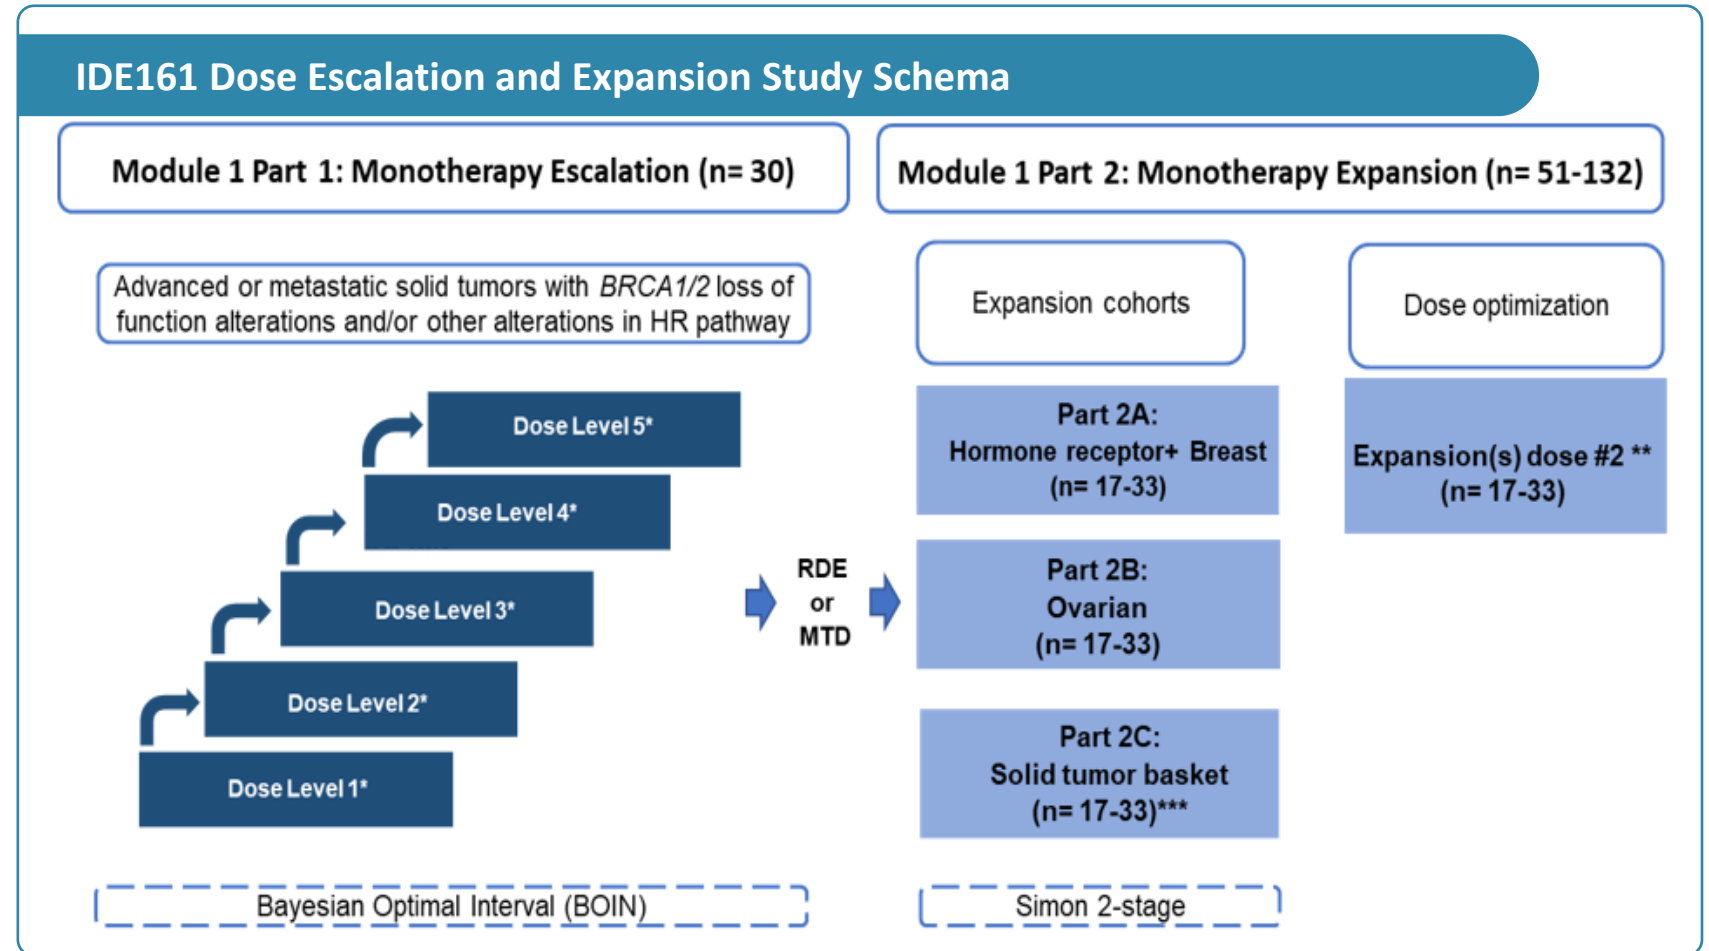 IDE161 Dose Escalation and Expansion Study Schema
Module 1 Part 1: Monotherapy Escalation (n= 30)
Module 1 Part 2: Monotherapy Expansion (n= 51-132)
Advanced or metastatic solid tumors with BRCA1/2 loss of
function alterations and/or other alterations in HR pathway
Dose Level 5*
Dose Level 4*
Dose Level 3*
Dose Level 2*
Dose Level 1*
Bayesian Optimal Interval (BOIN)
RDE
or
MTD
Expansion cohorts
Part 2A:
Hormone receptor+ Breast
(n= 17-33)
Part 2B:
Ovarian
(n= 17-33)
Part 2C:
Solid tumor basket
(n= 17-33)***
Simon 2-stage
Dose optimization
Expansion(s) dose #2 **
(n= 17-33)